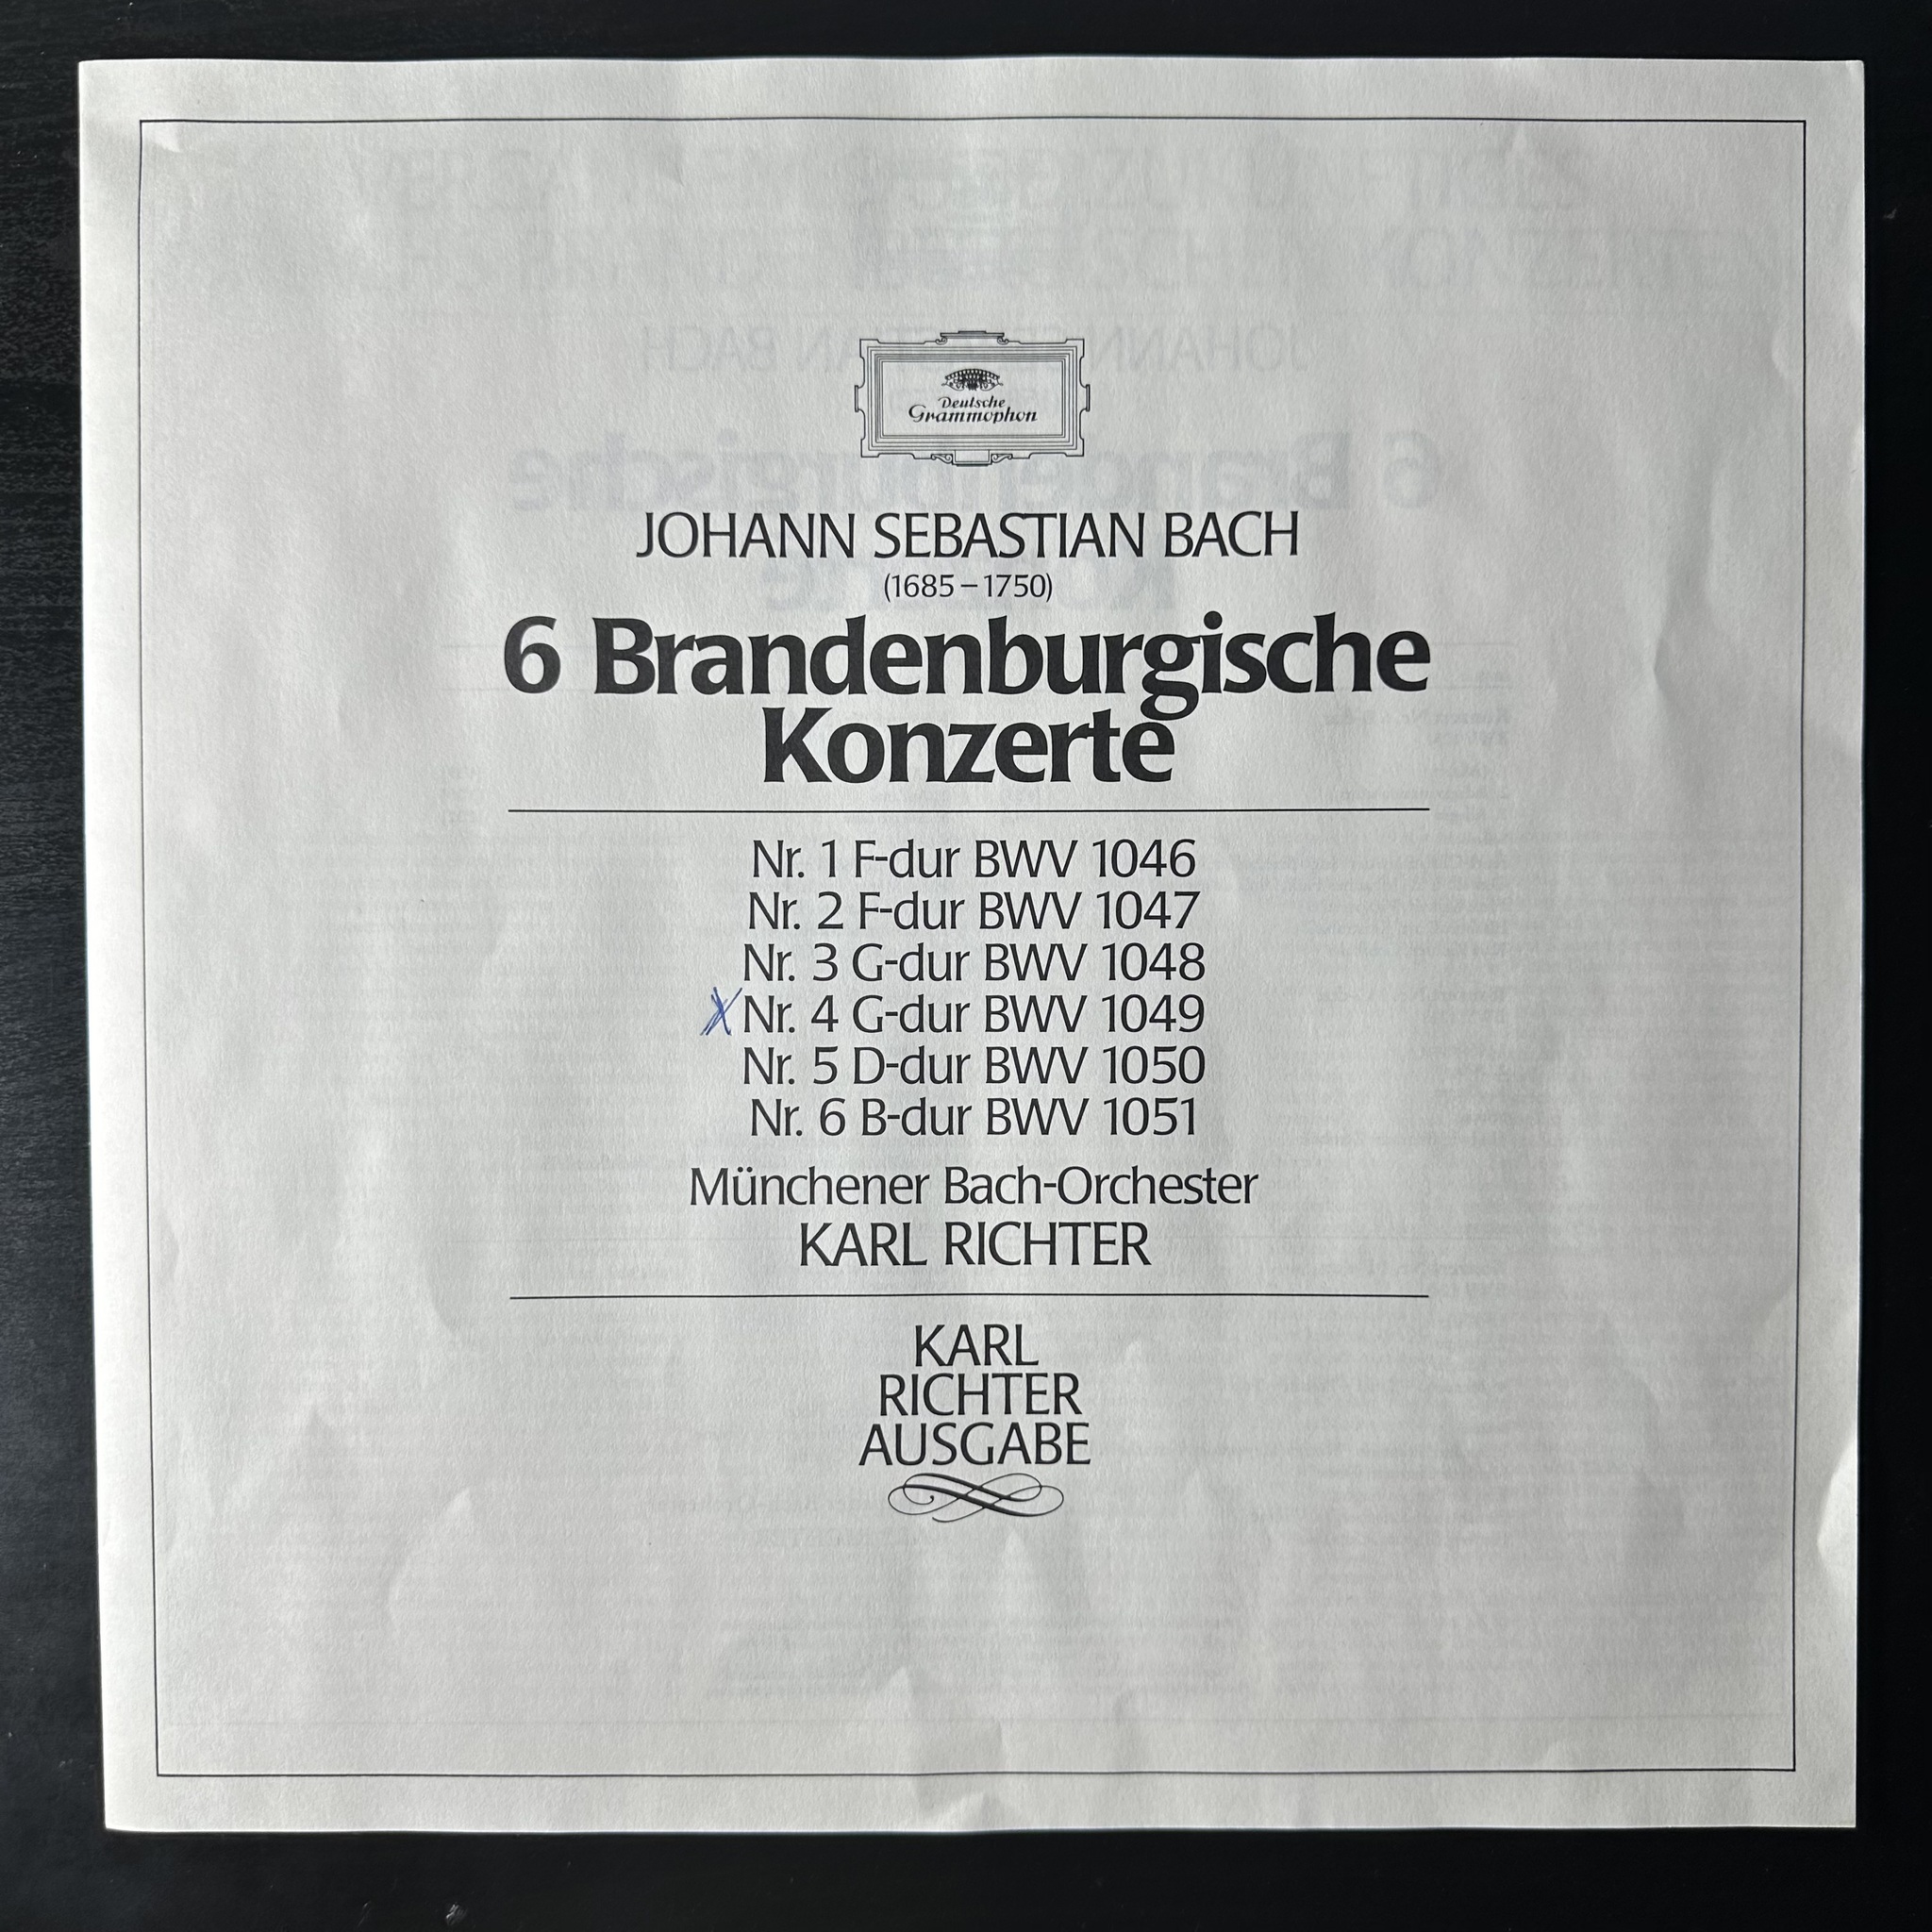 Deutsche
Grammophon
JOHANN SEBASTIAN BACH
(1685–1750)
6 Brandenburgische
Konzerte
Nr. 1 F-dur BWV 1046
Nr. 2 F-dur BWV 1047
Nr. 3 G-dur BWV 1048
X Nr. 4 G-dur BWV 1049
Nr. 5 D-dur BWV 1050
Nr. 6 B-dur BWV 1051
Münchener Bach-Orchester
KARL RICHTER
KARL
RICHTER
AUSGABE